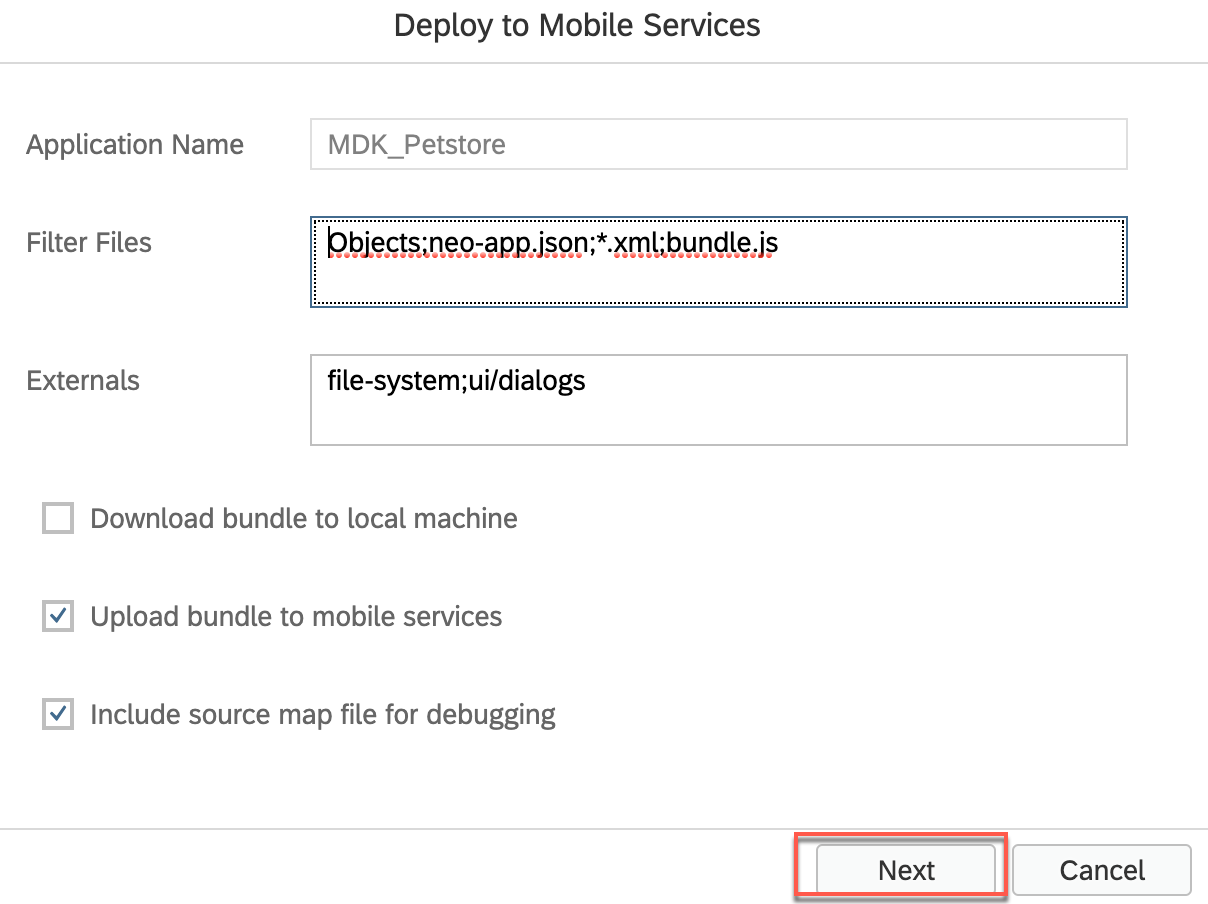 Deploy to Mobile Services
Application Name
MDK_Petstore
Filter Files
Objects;neo-app.json;*.xml;bundle.js
Externals
file-system;ui/dialogs
Download bundle to local machine
Upload bundle to mobile services
Include source map file for debugging
Next
Cancel